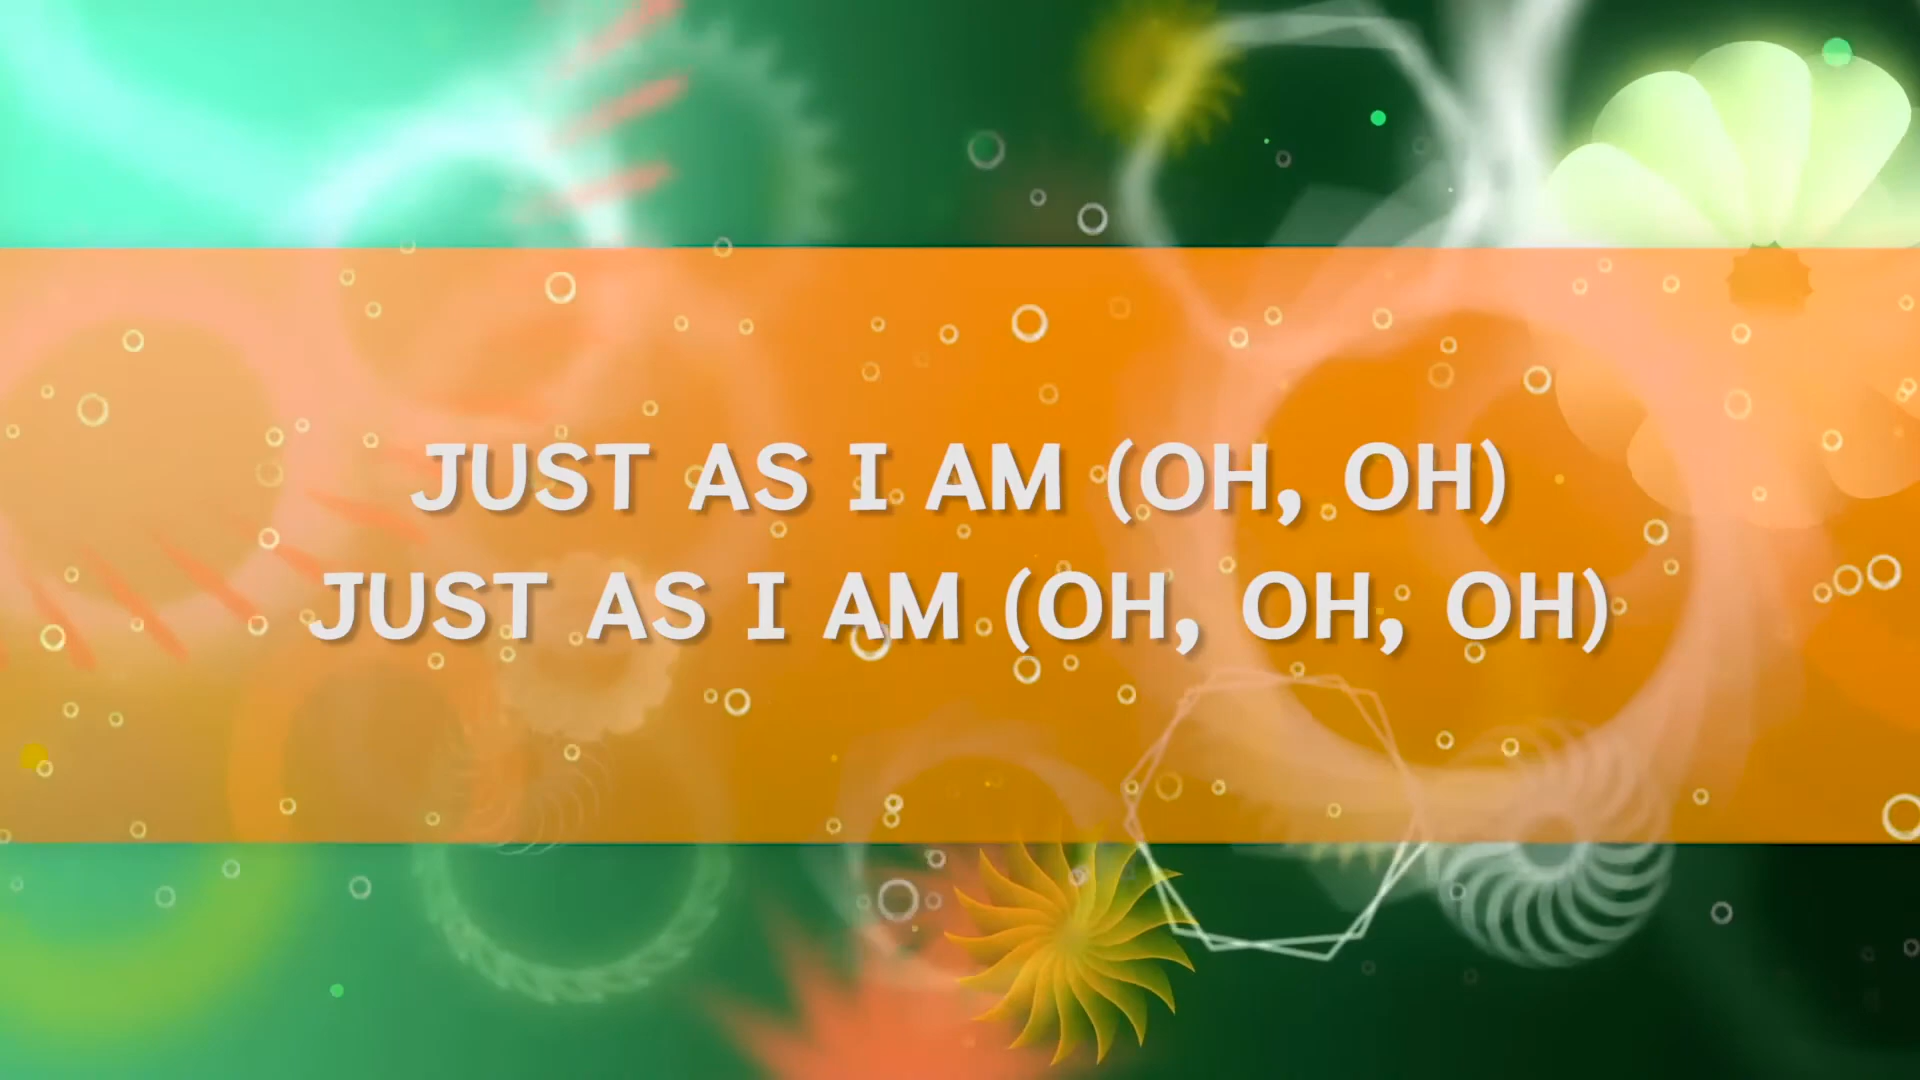 JUST AS I AM (OH, OH)
JUST AS I AM (OH, OH, OH)